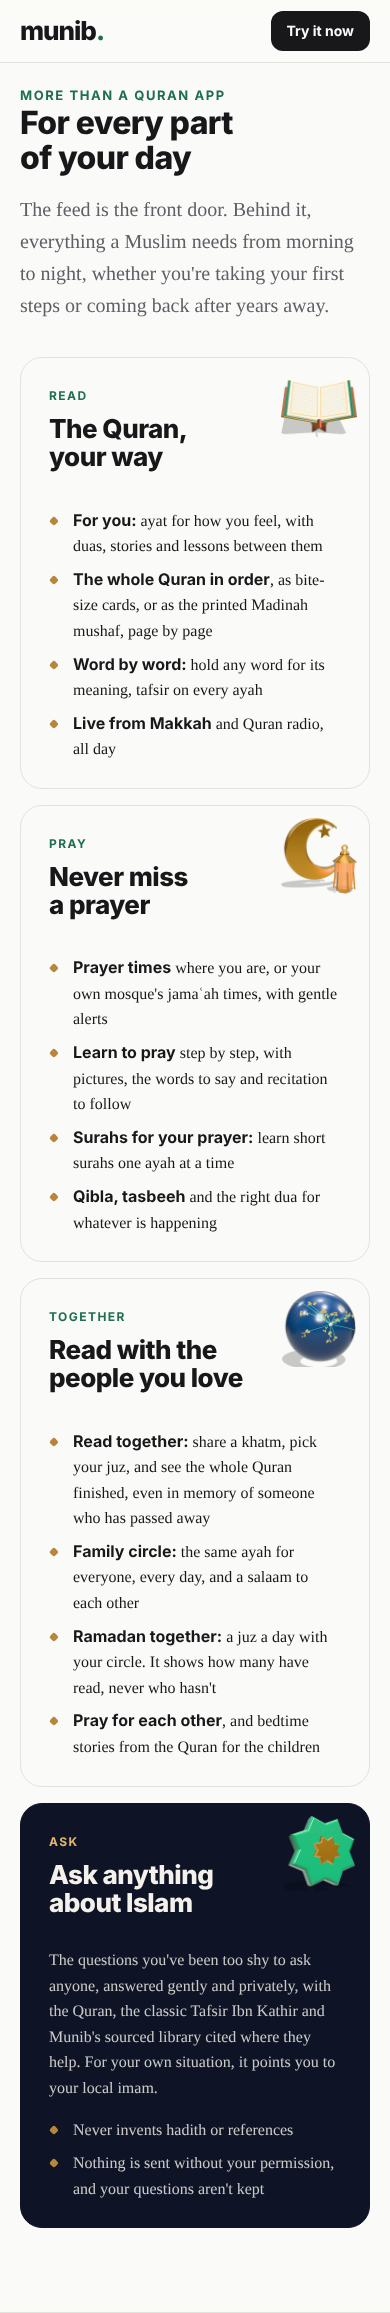 munib.
Try it now
MORE THAN A QURAN APP
For every part
of your day
The feed is the front door. Behind it,
everything a Muslim needs from morning
to night, whether you're taking your first
steps or coming back after years away.
READ
The Quran,
your way
For you: ayat for how you feel, with
duas, stories and lessons between them
The whole Quran in order, as bite-
size cards, or as the printed Madinah
mushaf, page by page
Word by word: hold any word for its
meaning, tafsir on every ayah
Live from Makkah and Quran radio,
all day
PRAY
Never miss
a prayer
Prayer times where you are, or your
own mosque's jamaʿah times, with gentle
alerts
Learn to pray step by step, with
pictures, the words to say and recitation
to follow
Surahs for your prayer: learn short
surahs one ayah at a time
Qibla, tasbeeh and the right dua for
whatever is happening
TOGETHER
Read with the
people you love
Read together: share a khatm, pick
your juz, and see the whole Quran
finished, even in memory of someone
who has passed away
Family circle: the same ayah for
everyone, every day, and a salaam to
each other
Ramadan together: a juz a day with
your circle. It shows how many have
read, never who hasn't
Pray for each other, and bedtime
stories from the Quran for the children
ASK
Ask anything
about Islam
The questions you've been too shy to ask
anyone, answered gently and privately, with
the Quran, the classic Tafsir Ibn Kathir and
Munib's sourced library cited where they
help. For your own situation, it points you to
your local imam.
Never invents hadith or references
Nothing is sent without your permission,
and your questions aren't kept